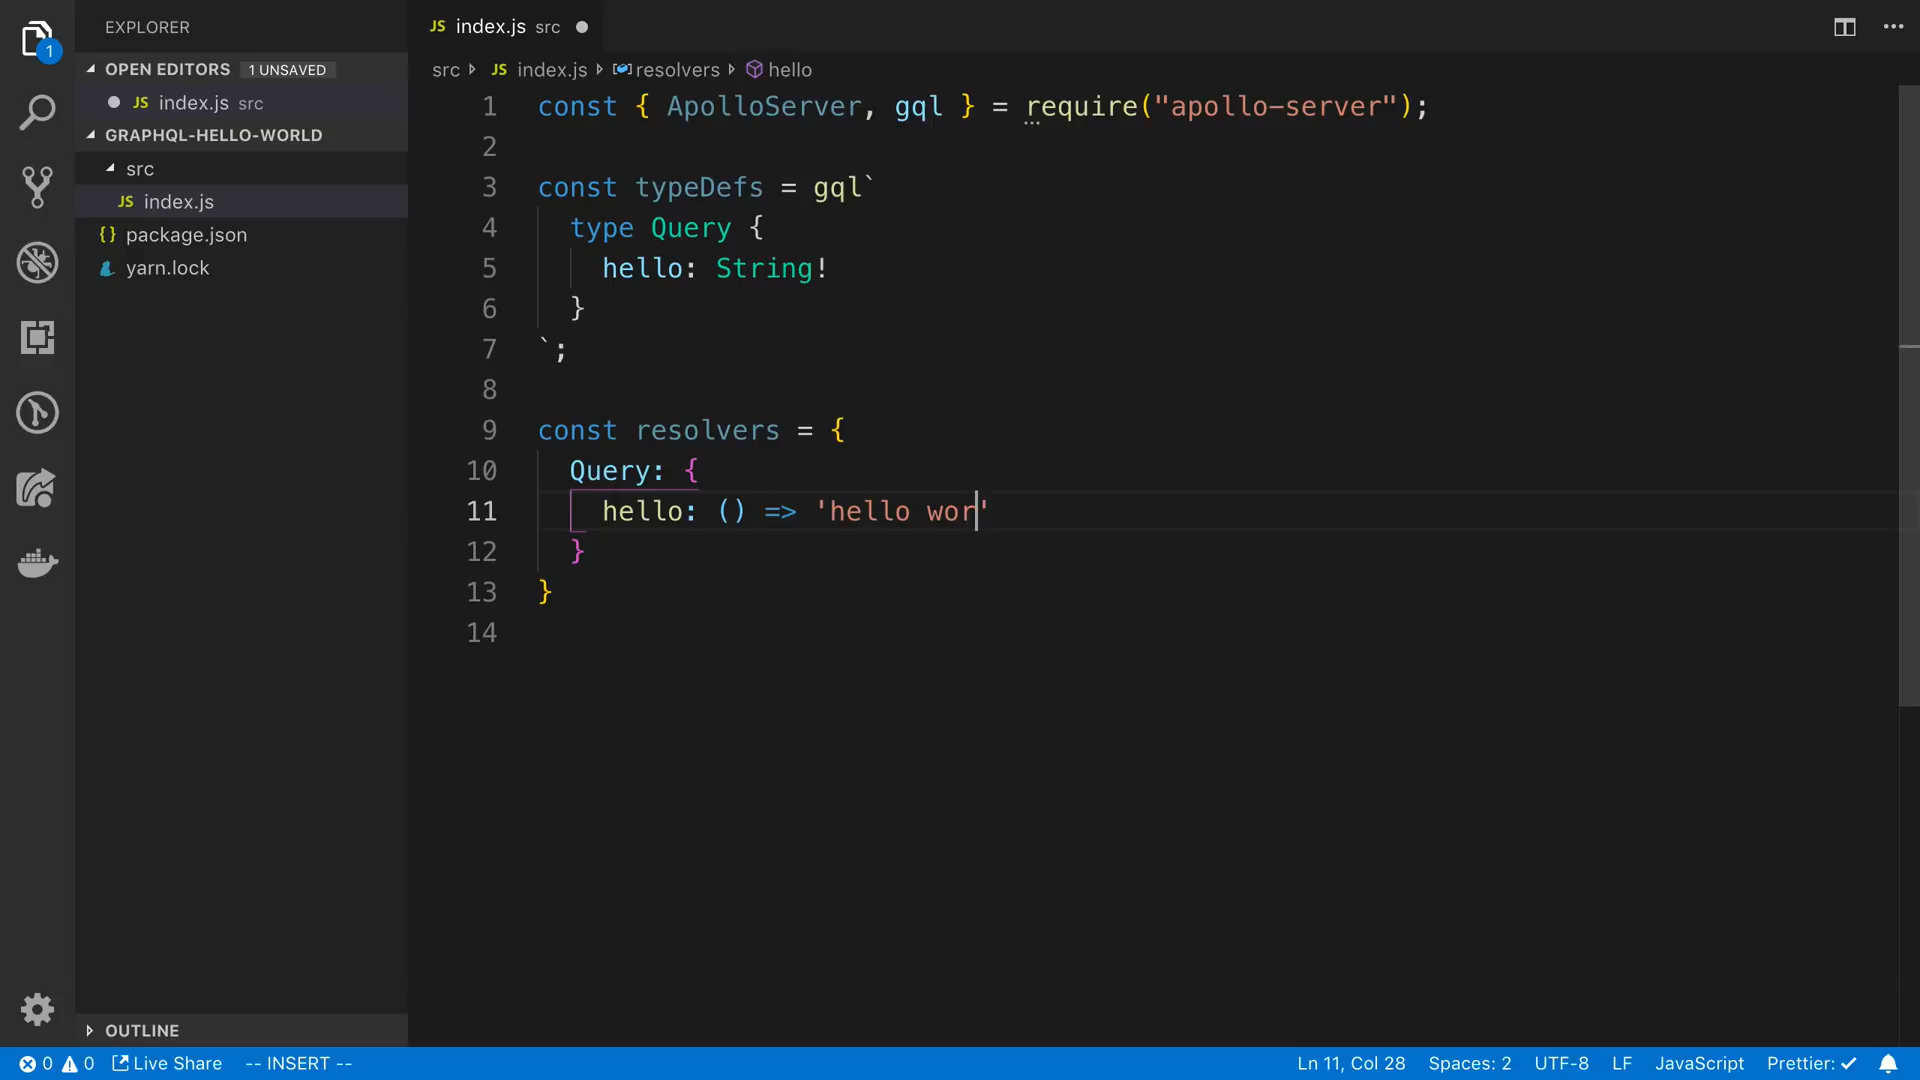 EXPLORER
OPEN EDITORS 1 UNSAVED
JS index.js src
GRAPHQL-HELLO-WORLD
src
JS index.js
{} package.json
yarn.lock
OUTLINE
1
JS index.js src
src JS index.js resolvers hello
1 const { ApolloServer, gql } = require("apollo-server");
2
3 const typeDefs = gql`
4   type Query {
5     hello: String!
6   }
7 `;
8
9 const resolvers = {
10   Query: {
11     hello: () => 'hello wor'
12   }
13 }
14
0 0 Live Share -- INSERT -- Ln 11, Col 28 Spaces: 2 UTF-8 LF JavaScript Prettier: ✓